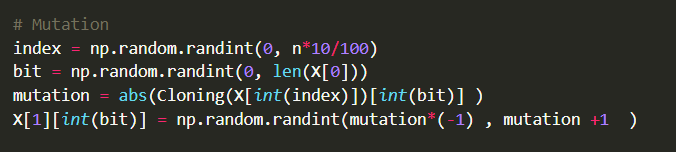 # Mutation
index = np.random.randint(0, n*10/100)
bit = np.random.randint(0, len(X[0]))
mutation = abs(Cloning(X[int(index)])[int(bit)] )
X[1][int(bit)] = np.random.randint(mutation*(-1) , mutation +1  )